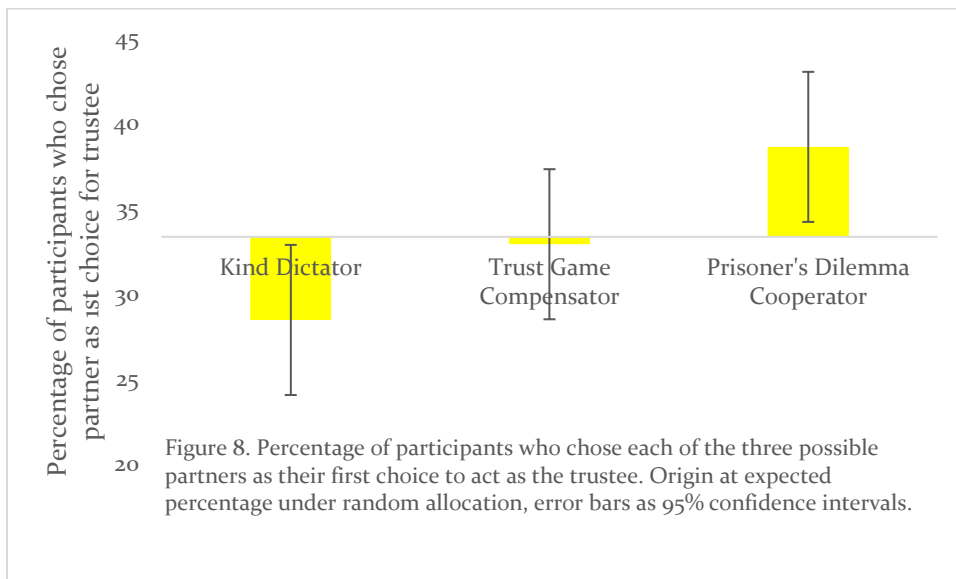 Percentage of participants who chose
partner as 1st choice for trustee
45
40
35
30
25
20
Kind Dictator
Trust Game
Compensator
Prisoner's Dilemma
Cooperator
Figure 8. Percentage of participants who chose each of the three possible
partners as their first choice to act as the trustee. Origin at expected
percentage under random allocation, error bars as 95% confidence intervals.